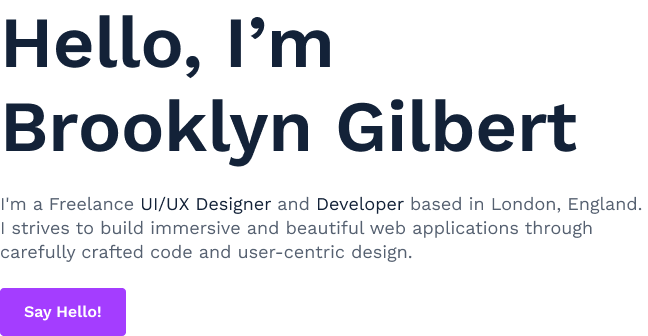 Hello, I’m
Brooklyn Gilbert
I'm a Freelance UI/UX Designer and Developer based in London, England.
I strives to build immersive and beautiful web applications through
carefully crafted code and user-centric design.
Say Hello!